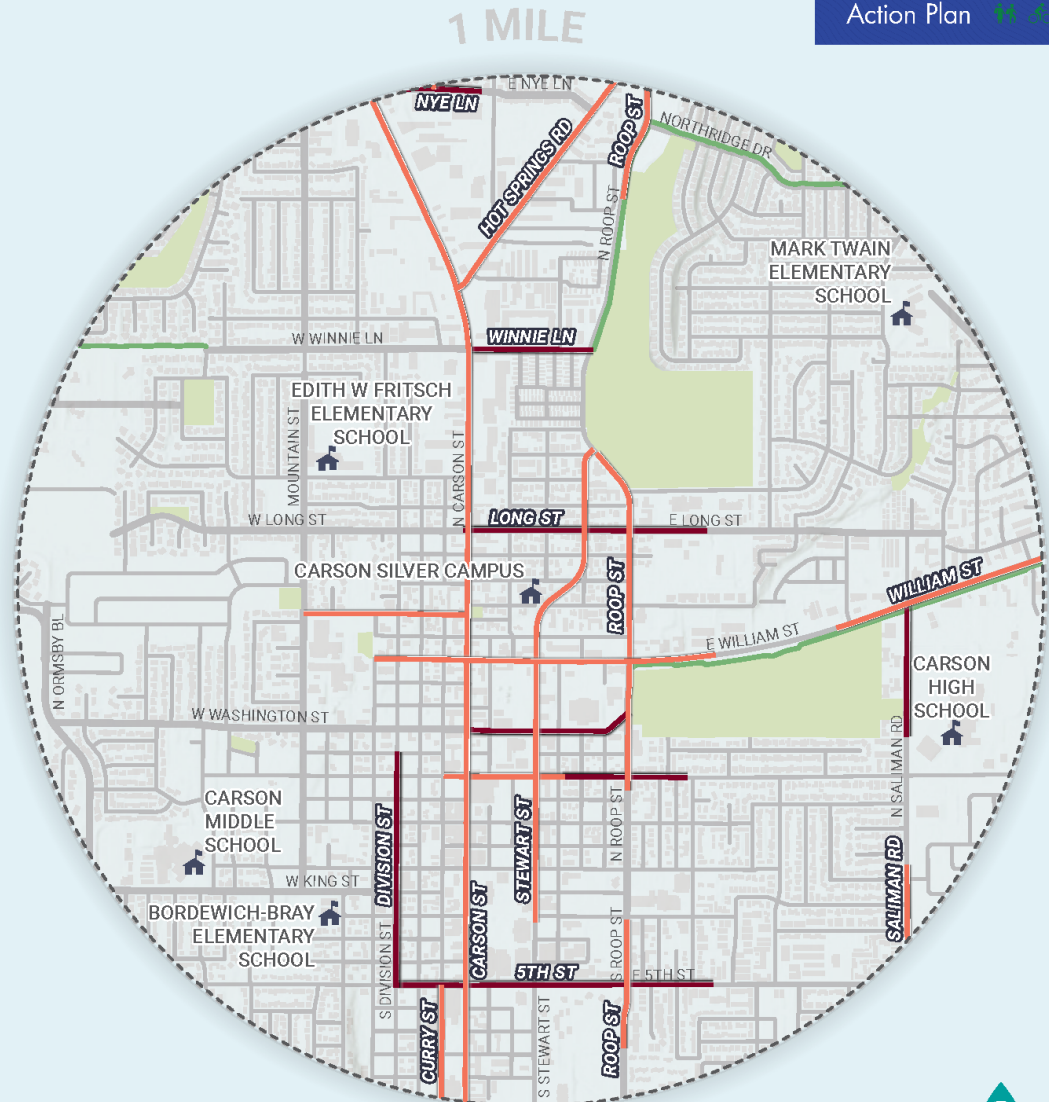 Action Plan
1 MILE
E NYE LN
NYE LN
HOT SPRINGS RD
ROOP ST
NORTHRIDGE DR
N ROOP ST
MARK TWAIN
ELEMENTARY
SCHOOL
W WINNIE LN
WINNIE LN
EDITH W FRITSCH
ELEMENTARY
SCHOOL
MOUNTAIN ST
N CARSON ST
W LONG ST
LONG ST
E LONG ST
CARSON SILVER CAMPUS
ROOP ST
WILLIAM ST
E WILLIAM ST
N ORMSBY BL
CARSON
HIGH
SCHOOL
W WASHINGTON ST
N SALIMAN RD
CARSON
MIDDLE
SCHOOL
DIVISION ST
STEWART ST
N ROOP ST
SALIMAN RD
W KING ST
BORDEWICH-BRAY
ELEMENTARY
SCHOOL
S DIVISION ST
CARSON ST
S ROOP ST
5TH ST
E 5TH ST
CURRY ST
S STEWART ST
ROOP ST